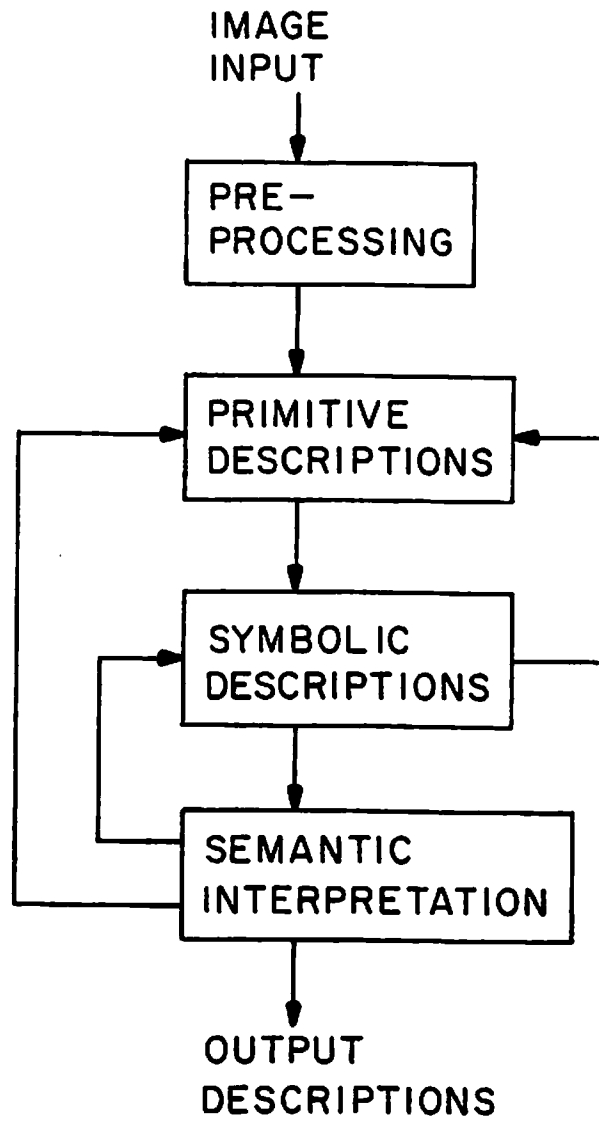 IMAGE
INPUT
PRE-
PROCESSING
PRIMITIVE
DESCRIPTIONS
SYMBOLIC
DESCRIPTIONS
SEMANTIC
INTERPRETATION
OUTPUT
DESCRIPTIONS